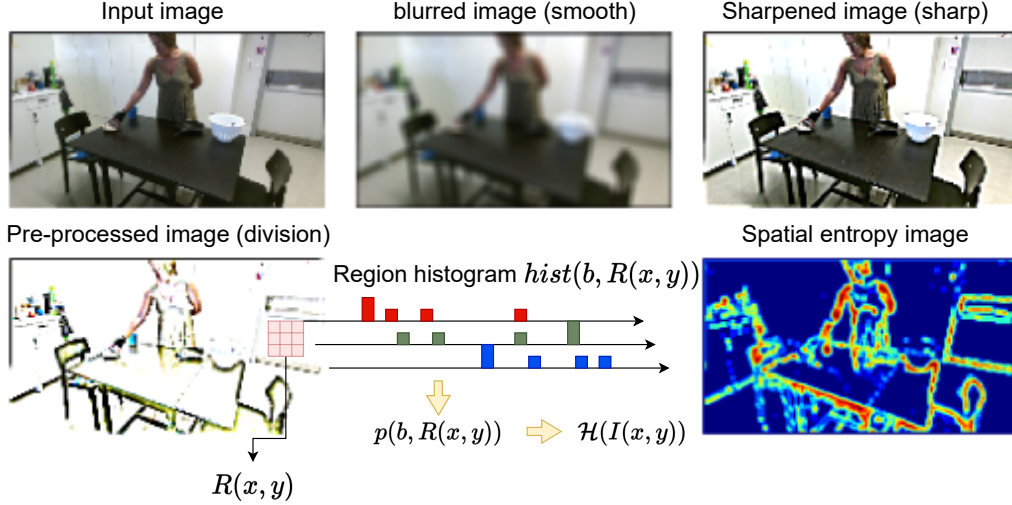 Input image
blurred image (smooth)
Sharpened image (sharp)
Pre-processed image (division)
Spatial entropy image
Region histogram hist(b, R(x, y))
p(b, R(x, y))
H(I(x, y))
R(x, y)